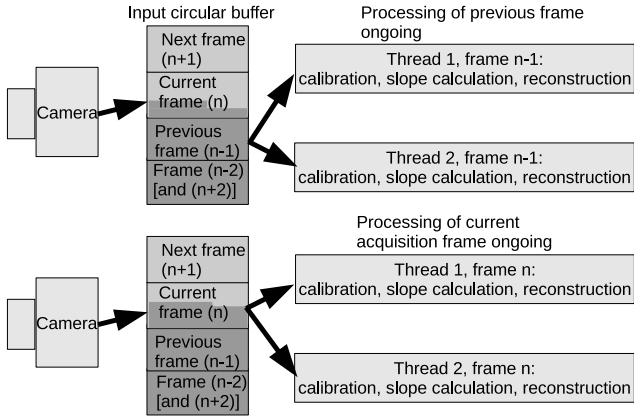 Input circular buffer
Processing of previous frame
ongoing
Camera
Next frame
(n+1)
Current
frame (n)
Previous
frame (n-1)
Frame (n-2)
[and (n+2)]
Thread 1, frame n-1:
calibration, slope calculation, reconstruction
Thread 2, frame n-1:
calibration, slope calculation, reconstruction
Processing of current
acquisition frame ongoing
Camera
Next frame
(n+1)
Current
frame (n)
Previous
frame (n-1)
Frame (n-2)
[and (n+2)]
Thread 1, frame n:
calibration, slope calculation, reconstruction
Thread 2, frame n:
calibration, slope calculation, reconstruction